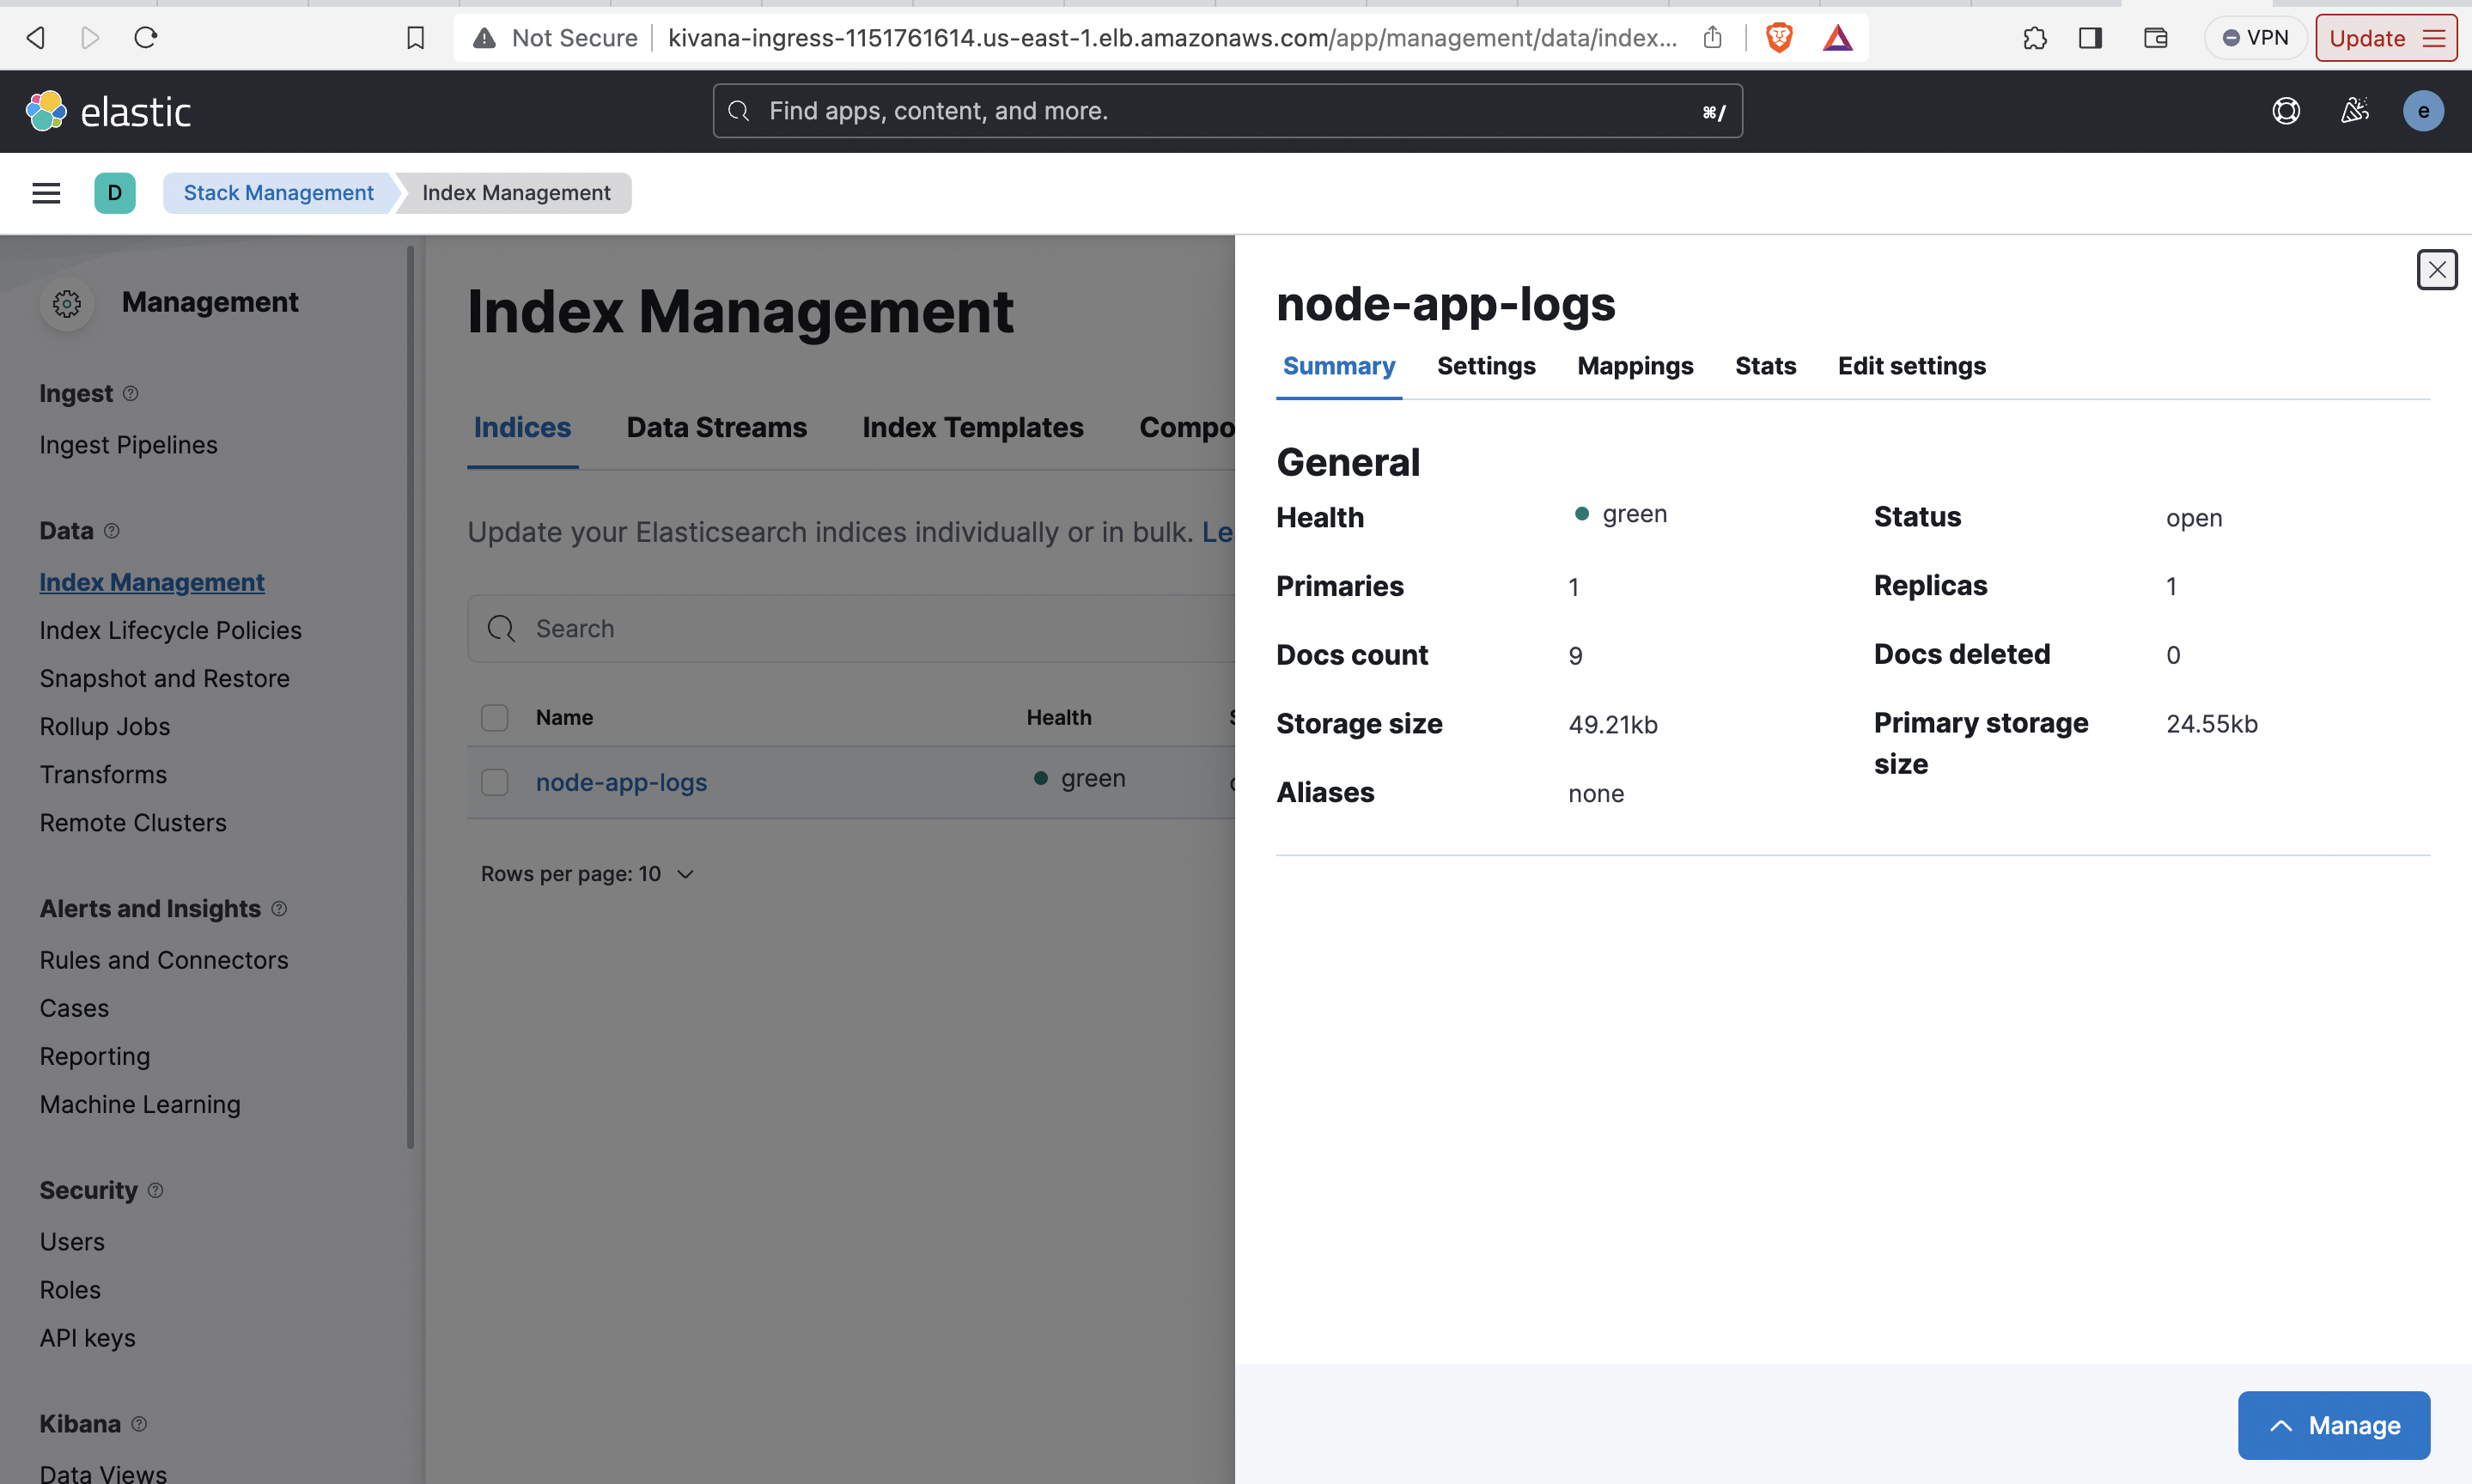 Not Secure
kivana-ingress-1151761614.us-east-1.elb.amazonaws.com/app/management/data/index...
VPN
Update
elastic
Find apps, content, and more.
⌘/
e
D
Stack Management
Index Management
Management
Ingest
Ingest Pipelines
Data
Index Management
Index Lifecycle Policies
Snapshot and Restore
Rollup Jobs
Transforms
Remote Clusters
Alerts and Insights
Rules and Connectors
Cases
Reporting
Machine Learning
Security
Users
Roles
API keys
Kibana
Data Views
Index Management
Indices Data Streams Index Templates Compo
Update your Elasticsearch indices individually or in bulk. Le
Search
Name Health S
node-app-logs green
Rows per page: 10
node-app-logs
Summary Settings Mappings Stats Edit settings
General
Health green Status open
Primaries 1 Replicas 1
Docs count 9 Docs deleted 0
Storage size 49.21kb Primary storage size 24.55kb
Aliases none
Manage